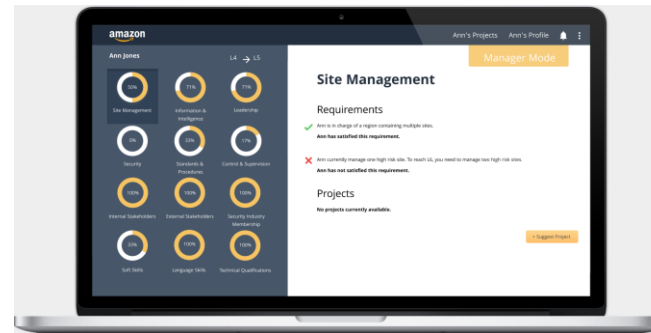 amazon
Ann's Projects Ann's Profile
Ann Jones
L4 → L5
Manager Mode
50%
71%
71%
Site Management
Information &
Intelligence
Leadership
0%
33%
17%
Security
Standards &
Procedures
Control & Supervision
100%
100%
100%
Internal Stakeholders
External Stakeholders
Security Industry
Membership
33%
100%
100%
Soft Skills
Language Skills
Technical Qualifications
Site Management
Requirements
Ann is in charge of a region containing multiple sites.
Ann has satisfied this requirement.
Ann currently manage one high risk site. To reach L6, you need to manage two high risk sites.
Ann has not satisfied this requirement.
Projects
No projects currently available.
+ Suggest Project